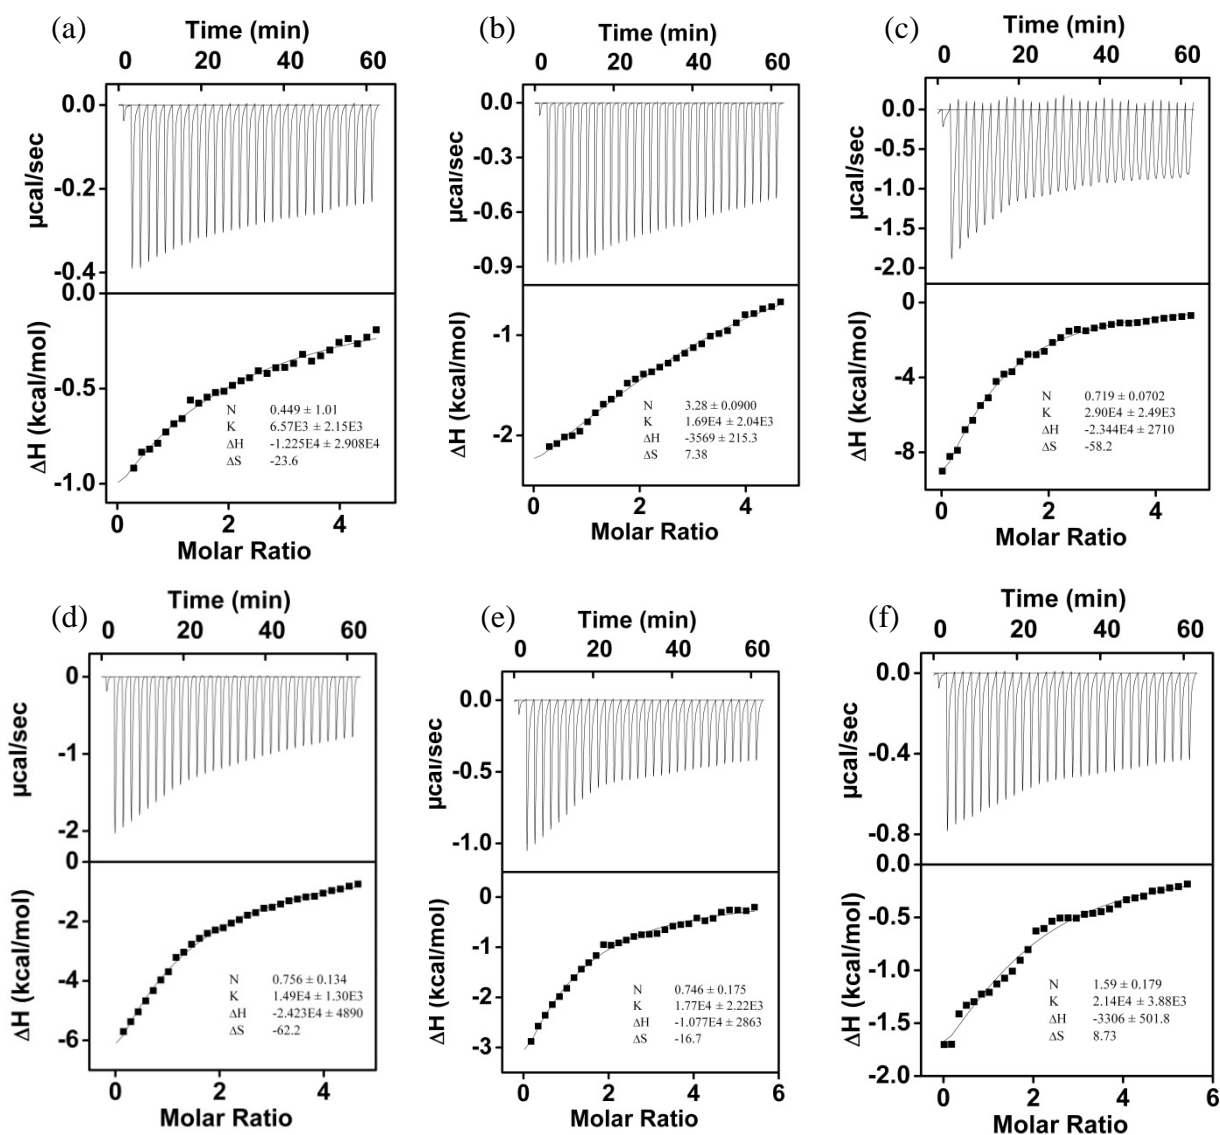 (a)
Time (min)
0 20 40 60
0.0
-0.2
-0.4
µcal/sec
0.0
-0.5
-1.0
ΔH (kcal/mol)
N 0.449 ± 1.01
K 6.57E3 ± 2.15E3
ΔH -1.225E4 ± 2.908E4
ΔS -23.6
0 2 4
Molar Ratio
(b)
Time (min)
0 20 40 60
0.0
-0.3
-0.6
-0.9
µcal/sec
-1
-2
ΔH (kcal/mol)
N 3.28 ± 0.0900
K 1.69E4 ± 2.04E3
ΔH -3569 ± 215.3
ΔS 7.38
0 2 4
Molar Ratio
(c)
Time (min)
0 20 40 60
0.0
-0.5
-1.0
-1.5
-2.0
µcal/sec
0
-4
-8
ΔH (kcal/mol)
N 0.719 ± 0.0702
K 2.90E4 ± 2.49E3
ΔH -2.344E4 ± 2710
ΔS -58.2
0 2 4
Molar Ratio
(d)
Time (min)
0 20 40 60
0
-1
-2
µcal/sec
0
-2
-4
-6
ΔH (kcal/mol)
N 0.756 ± 0.134
K 1.49E4 ± 1.30E3
ΔH -2.423E4 ± 4890
ΔS -62.2
0 2 4
Molar Ratio
(e)
Time (min)
0 20 40 60
0.0
-0.5
-1.0
µcal/sec
0
-1
-2
-3
ΔH (kcal/mol)
N 0.746 ± 0.175
K 1.77E4 ± 2.22E3
ΔH -1.077E4 ± 2863
ΔS -16.7
0 2 4 6
Molar Ratio
(f)
Time (min)
0 20 40 60
0.0
-0.4
-0.8
µcal/sec
0.0
-0.5
-1.0
-1.5
-2.0
ΔH (kcal/mol)
N 1.59 ± 0.179
K 2.14E4 ± 3.88E3
ΔH -3306 ± 501.8
ΔS 8.73
0 2 4 6
Molar Ratio